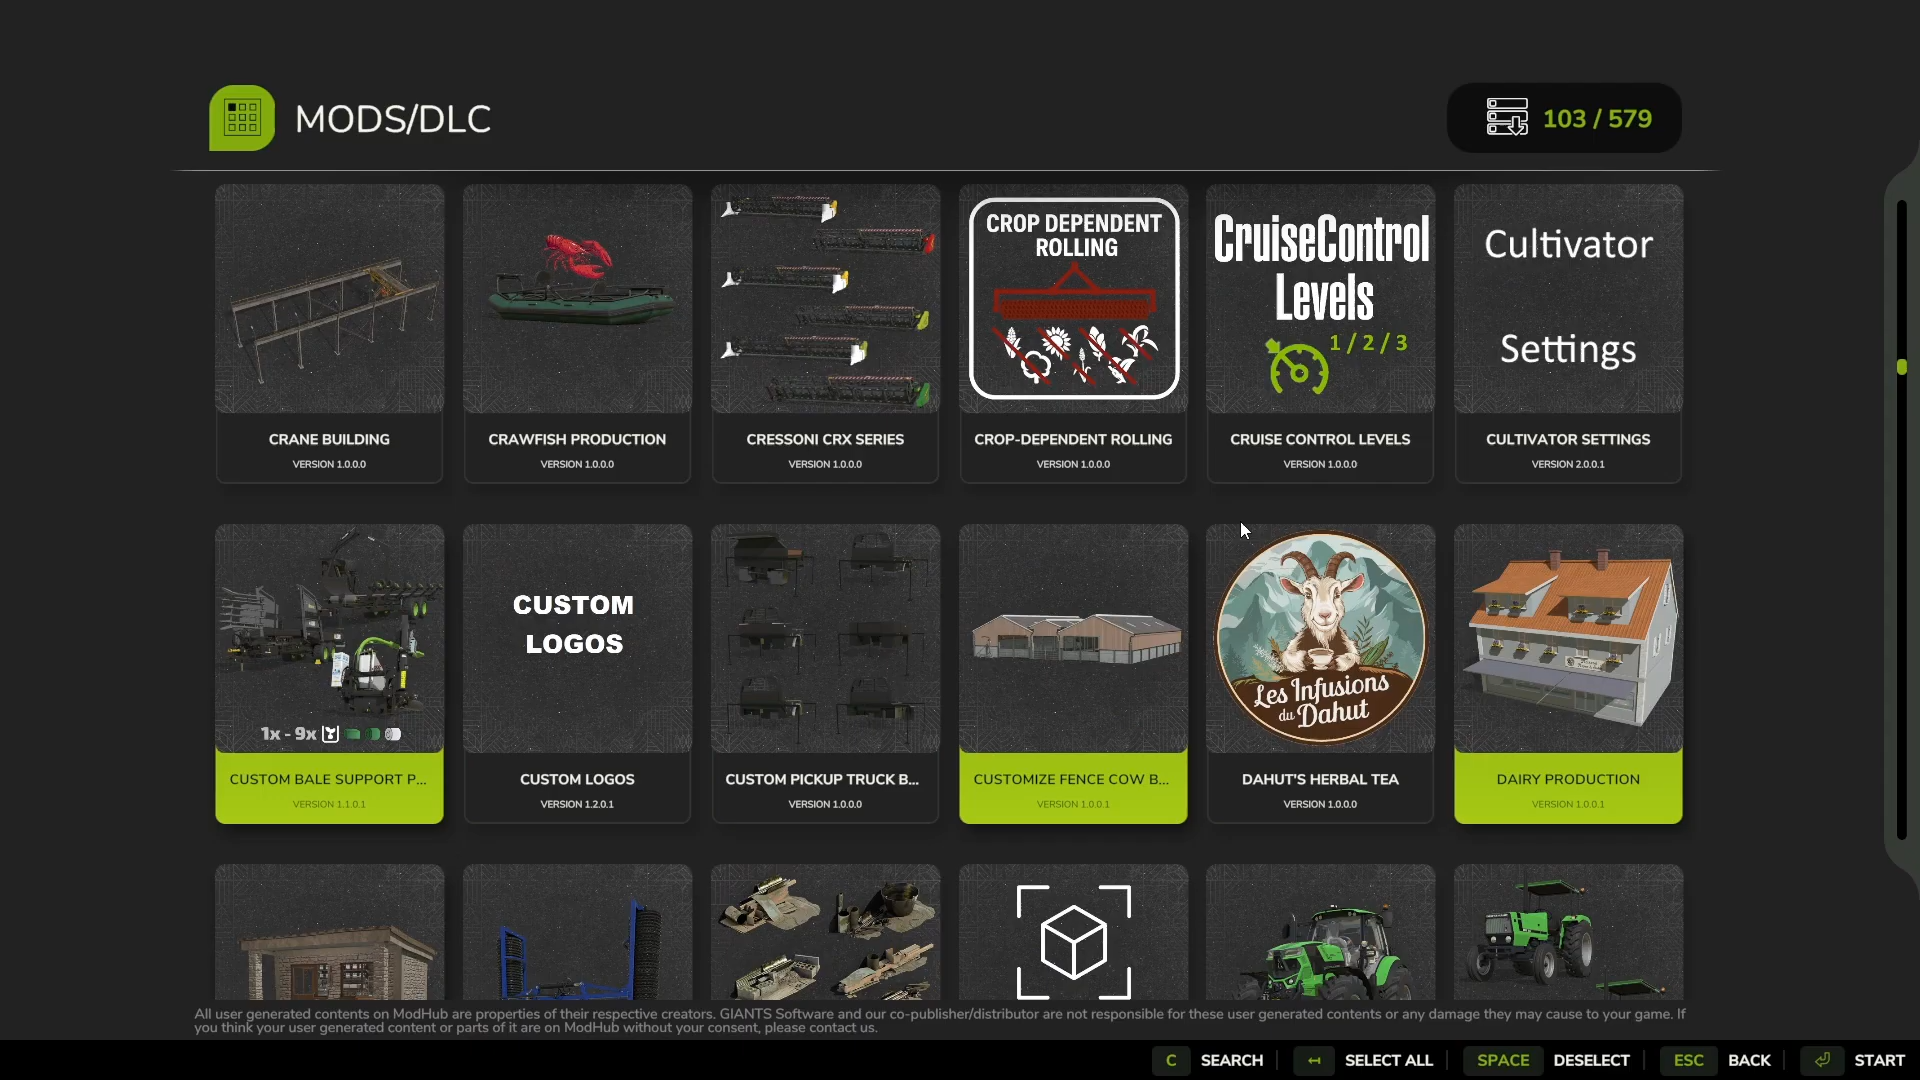 MODS/DLC
103 / 579
CROP DEPENDENT
ROLLING
CruiseControl
Levels
1 / 2 / 3
Cultivator
Settings
CRANE BUILDING
VERSION 1.0.0.0
CRAWFISH PRODUCTION
VERSION 1.0.0.0
CRESSONI CRX SERIES
VERSION 1.0.0.0
CROP-DEPENDENT ROLLING
VERSION 1.0.0.0
CRUISE CONTROL LEVELS
VERSION 1.0.0.0
CULTIVATOR SETTINGS
VERSION 2.0.0.1
1x - 9x
CUSTOM
LOGOS
Les Infusions
du Dahut
CUSTOM BALE SUPPORT P...
VERSION 1.1.0.1
CUSTOM LOGOS
VERSION 1.2.0.1
CUSTOM PICKUP TRUCK B...
VERSION 1.0.0.0
CUSTOMIZE FENCE COW B...
VERSION 1.0.0.1
DAHUT'S HERBAL TEA
VERSION 1.0.0.0
DAIRY PRODUCTION
VERSION 1.0.0.1
All user generated contents on ModHub are properties of their respective creators. GIANTS Software and our co-publisher/distributor are not responsible for these user generated contents or any damage they may cause to your game. If
you think your user generated content or parts of it are on ModHub without your consent, please contact us.
C SEARCH
SELECT ALL
SPACE DESELECT
ESC BACK
START